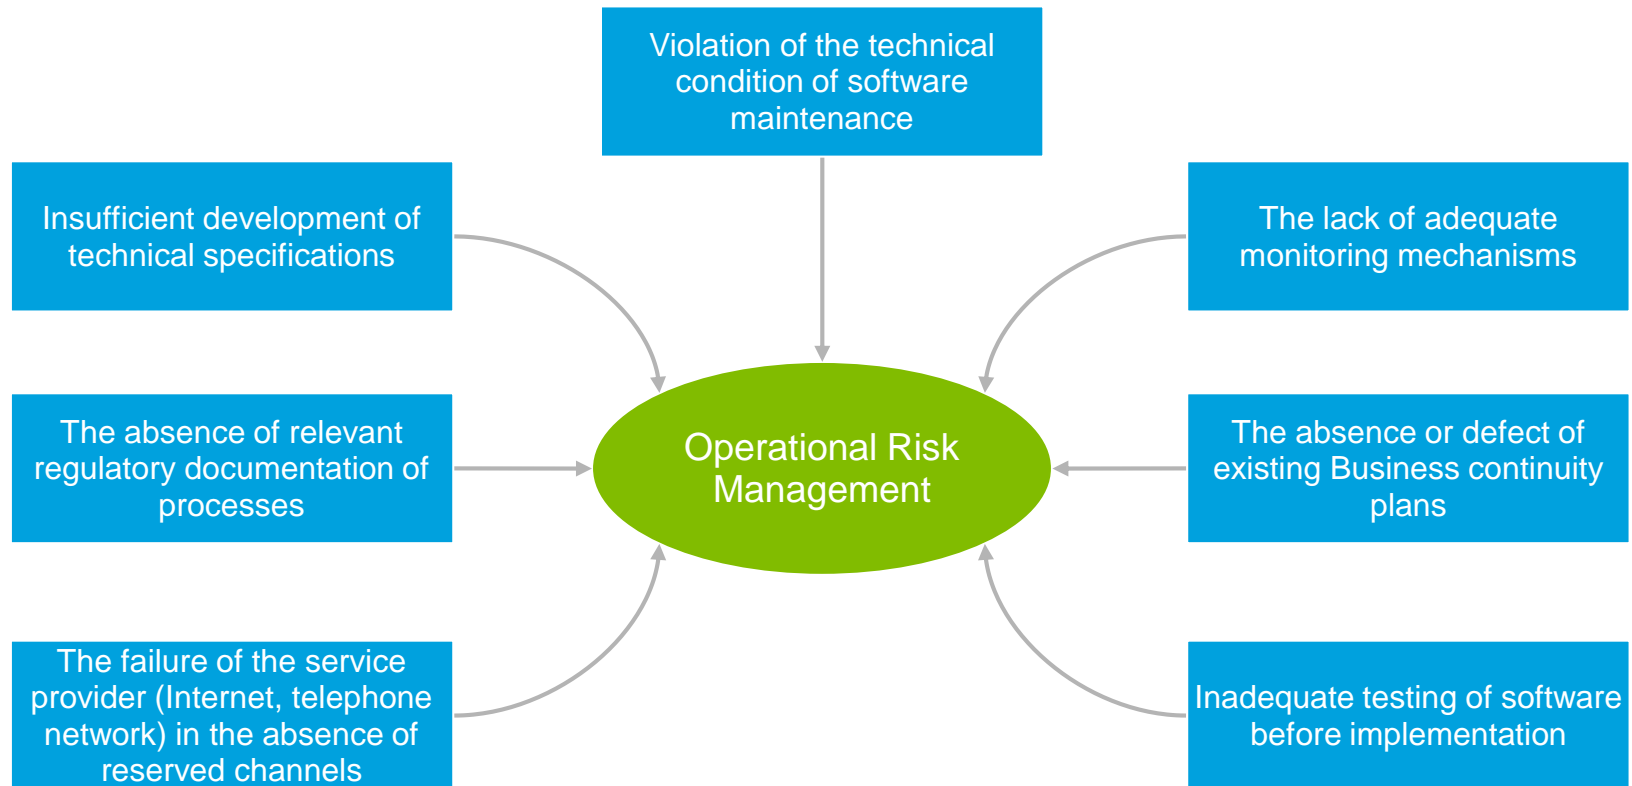 Violation of the technical
condition of software
maintenance
Insufficient development of
technical specifications
The lack of adequate
monitoring mechanisms
The absence of relevant
regulatory documentation of
processes
Operational Risk
Management
The absence or defect of
existing Business continuity
plans
The failure of the service
provider (Internet, telephone
network) in the absence of
reserved channels
Inadequate testing of software
before implementation